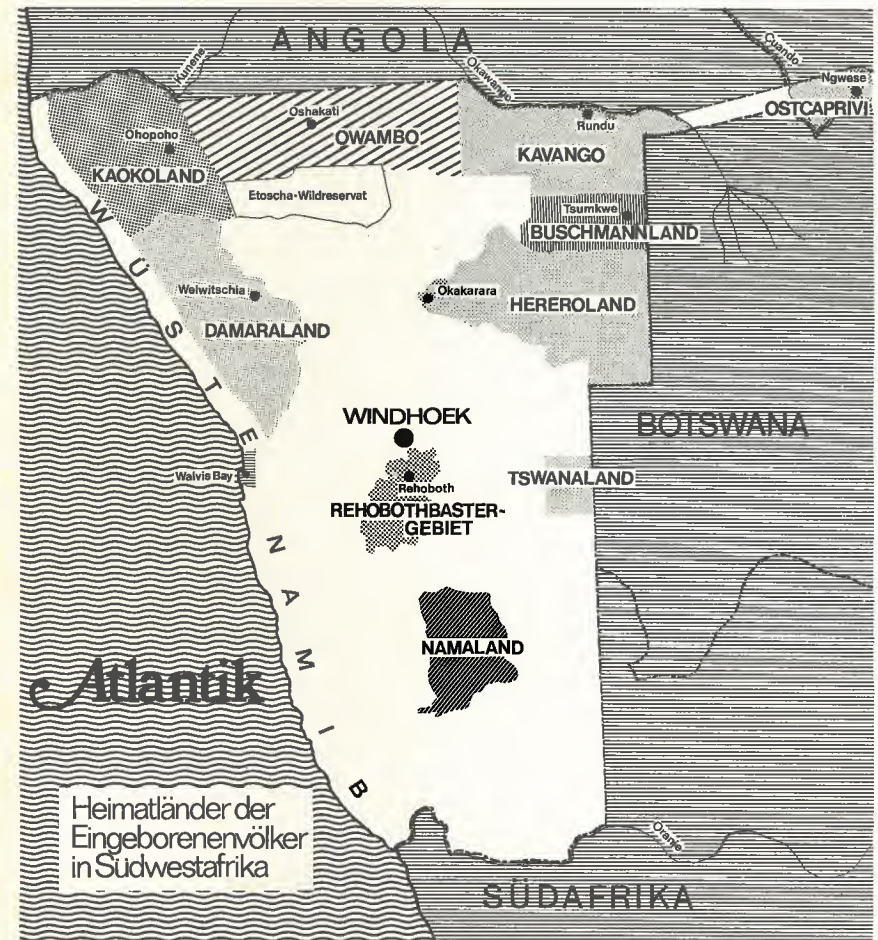 ANGOLA
Kunene
Okawango
Cuando
Ngwese
OSTCAPRIVI
Oshakati
OWAMBO
Rundu
KAVANGO
Ohopoho
KAOKOLAND
Etoscha-Wildreservat
Tsumkwe
BUSCHMANNLAND
Welwitschia
DAMARALAND
Okakarara
HEREROLAND
WÜSTE NAMIB
WINDHOEK
BOTSWANA
Walvis Bay
Rehoboth
REHOBOTHBASTER-
GEBIET
TSWANALAND
NAMALAND
Atlantik
Heimatländer der
Eingeborenenvölker
in Südwestafrika
Oranje
SÜDAFRIKA